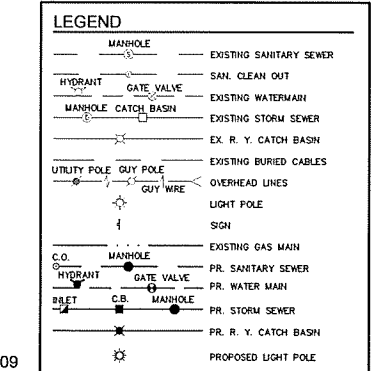 LEGEND
MANHOLE
EXISTING SANITARY SEWER
SAN. CLEAN OUT
HYDRANT GATE VALVE
EXISTING WATERMAIN
MANHOLE CATCH BASIN
EXISTING STORM SEWER
EX. R. Y. CATCH BASIN
EXISTING BURIED CABLES
UTILITY POLE GUY POLE
GUY WIRE OVERHEAD LINES
LIGHT POLE
SIGN
EXISTING GAS MAIN
C.O. MANHOLE
PR. SANITARY SEWER
HYDRANT GATE VALVE
PR. WATER MAIN
INLET C.B. MANHOLE
PR. STORM SEWER
PR. R. Y. CATCH BASIN
09
PROPOSED LIGHT POLE